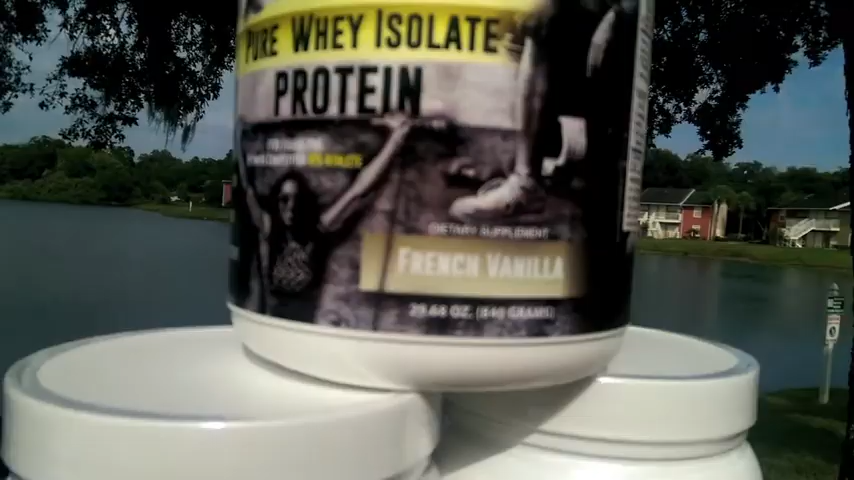 PURE WHEY ISOLATE
PROTEIN
DIETARY SUPPLEMENT
FRENCH VANILLA
29.68 OZ. (840 GRAMS)